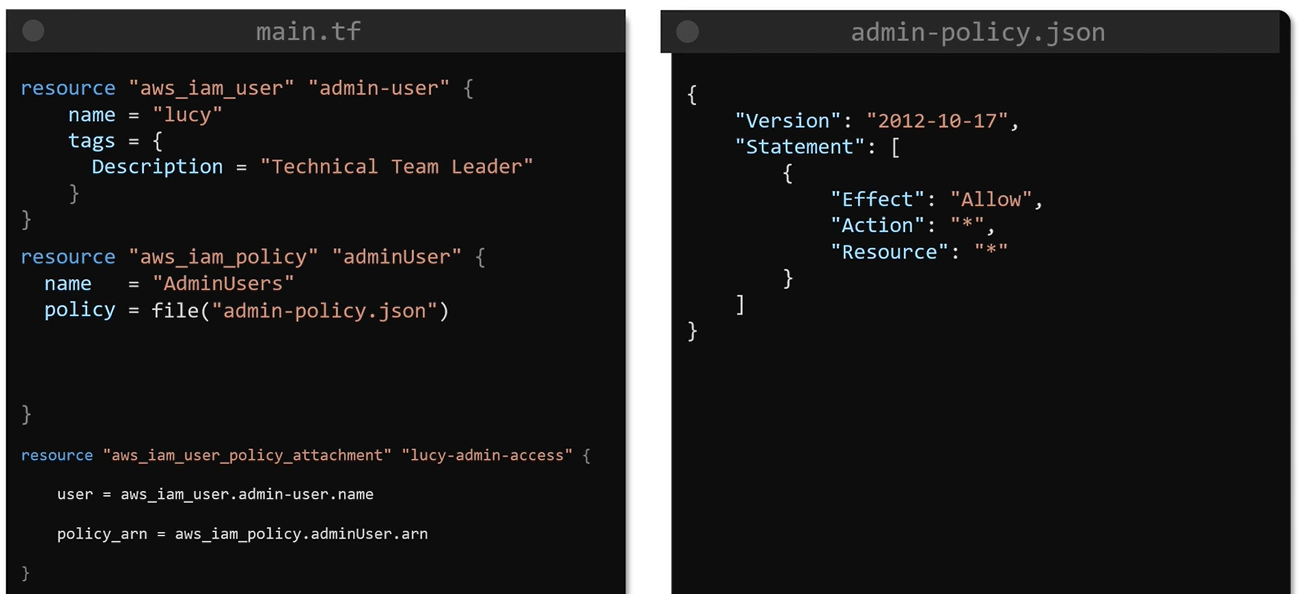 main.tf
resource "aws_iam_user" "admin-user" {
    name = "lucy"
    tags = {
      Description = "Technical Team Leader"
    }
}
resource "aws_iam_policy" "adminUser" {
  name   = "AdminUsers"
  policy = file("admin-policy.json")
}
resource "aws_iam_user_policy_attachment" "lucy-admin-access" {
    user = aws_iam_user.admin-user.name
    policy_arn = aws_iam_policy.adminUser.arn
}
admin-policy.json
{
    "Version": "2012-10-17",
    "Statement": [
        {
            "Effect": "Allow",
            "Action": "*",
            "Resource": "*"
        }
    ]
}